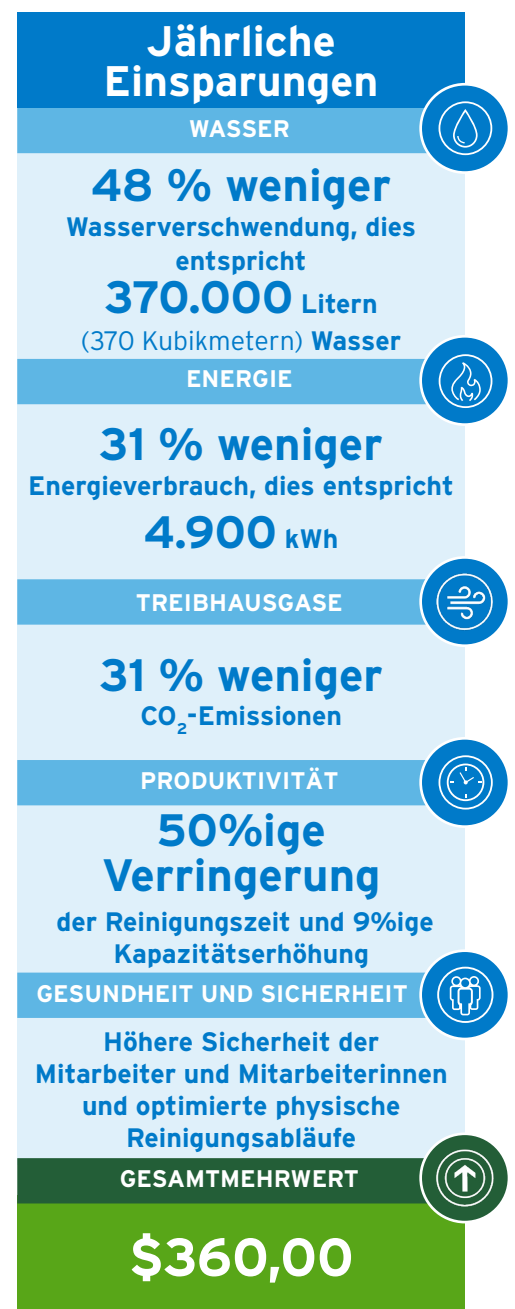 Jährliche
Einsparungen
WASSER
48 % weniger
Wasserverschwendung, dies
entspricht
370.000 Litern
(370 Kubikmetern) Wasser
ENERGIE
31 % weniger
Energieverbrauch, dies entspricht
4.900 kWh
TREIBHAUSGASE
31 % weniger
CO₂-Emissionen
PRODUKTIVITÄT
50%ige
Verringerung
der Reinigungszeit und 9%ige
Kapazitätserhöhung
GESUNDHEIT UND SICHERHEIT
Höhere Sicherheit der
Mitarbeiter und Mitarbeiterinnen
und optimierte physische
Reinigungsabläufe
GESAMTMEHRWERT
$360,00